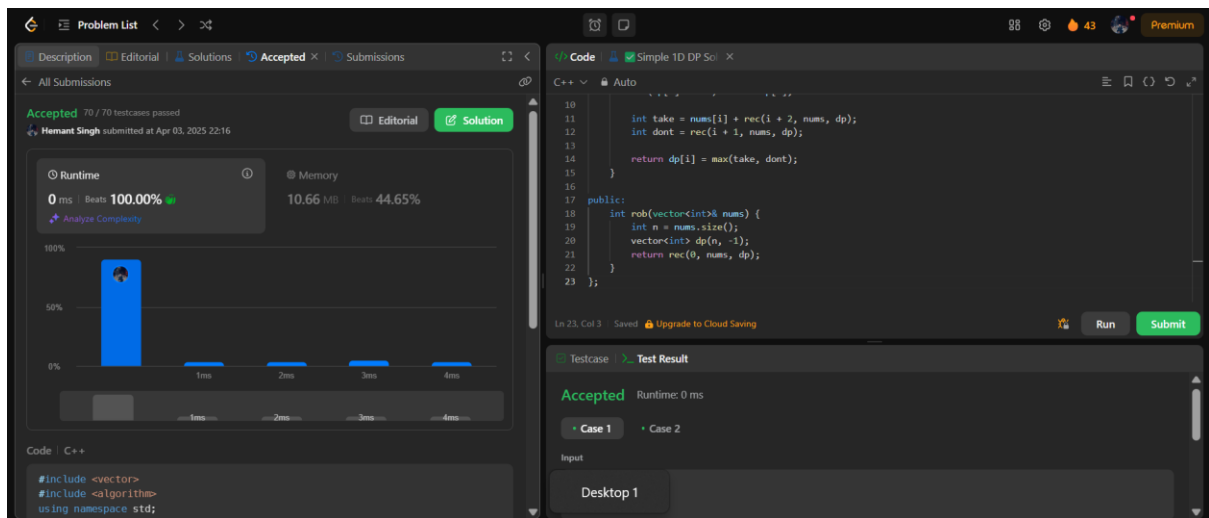 Problem List
43
Premium
Description
Editorial
Solutions
Accepted
Submissions
All Submissions
Accepted 70 / 70 testcases passed
Hemant Singh submitted at Apr 03, 2025 22:16
Editorial
Solution
Runtime
0 ms | Beats 100.00%
Analyze Complexity
Memory
10.66 MB | Beats 44.65%
100%
50%
0%
1ms 2ms 3ms 4ms
1ms 2ms 3ms 4ms
Code | C++
#include <vector>
#include <algorithm>
using namespace std;
</> Code
Simple 1D DP Sol
C++
Auto
10
11 int take = nums[i] + rec(i + 2, nums, dp);
12 int dont = rec(i + 1, nums, dp);
13
14 return dp[i] = max(take, dont);
15 }
16
17 public:
18 int rob(vector<int>& nums) {
19 int n = nums.size();
20 vector<int> dp(n, -1);
21 return rec(0, nums, dp);
22 }
23 };
Ln 23, Col 3 | Saved Upgrade to Cloud Saving
Run
Submit
Testcase
>_ Test Result
Accepted Runtime: 0 ms
• Case 1 • Case 2
Input
Desktop 1